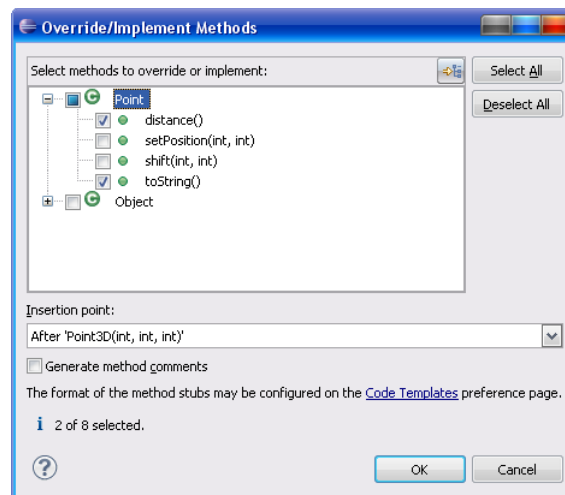 Override/Implement Methods
Select methods to override or implement:
Select All
Point
Deselect All
distance()
setPosition(int, int)
shift(int, int)
toString()
Object
Insertion point:
After 'Point3D(int, int, int)'
Generate method comments
The format of the method stubs may be configured on the Code Templates preference page.
2 of 8 selected.
OK
Cancel